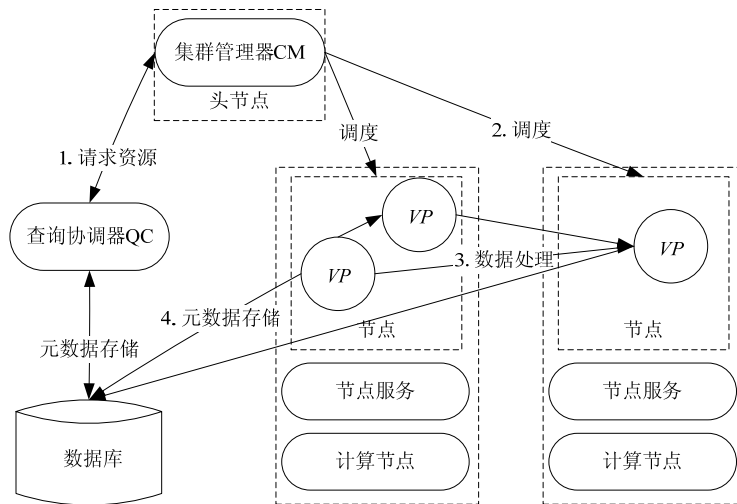 集群管理器CM
头节点
调度
2. 调度
1. 请求资源
查询协调器QC
VP
VP
VP
3. 数据处理
4. 元数据存储
节点
节点
元数据存储
节点服务
节点服务
数据库
计算节点
计算节点